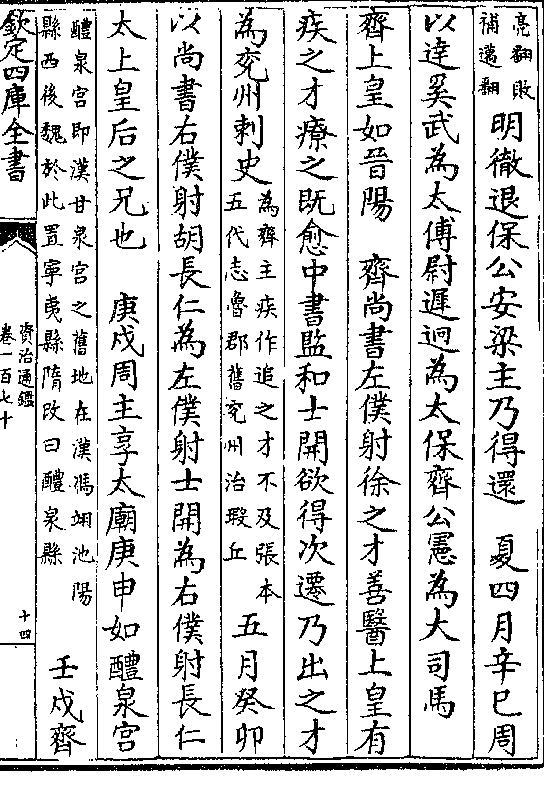 亮翻敗
補邁翻
明徹退保公安梁主乃得還　夏四月辛巳周
以達奚武為太傅尉遲迥為太保齊公憲為大司馬
齊上皇如晉陽　齊尚書左僕射徐之才善醫上皇有
疾之才療之既愈中書監和士開欲得次遷乃出之才
為兖州刺史
為齊主疾作追之才不及張本
五代志魯郡舊兖州治瑕丘
五月癸卯
以尚書右僕射胡長仁為左僕射士開為右僕射長仁
太上皇后之兄也　庚戌周主享太廟庚申如醴泉宫
醴泉宫即漢甘泉宫之舊地在漢馮翊池陽
縣西後魏於此置寧夷縣隋改曰醴泉縣
壬戌齊
欽定四庫全書
資治通鑑
卷一百七十
十四